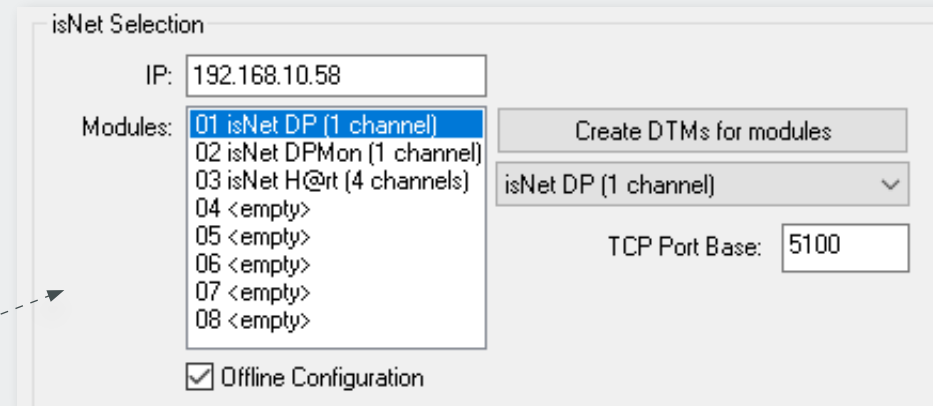 isNet Selection
IP: 192.168.10.58
Modules: 01 isNet DP (1 channel) Create DTMs for modules
02 isNet DPMon (1 channel)
03 isNet H@rt (4 channels) isNet DP (1 channel)
04 <empty>
05 <empty>
06 <empty> TCP Port Base: 5100
07 <empty>
08 <empty>
Offline Configuration